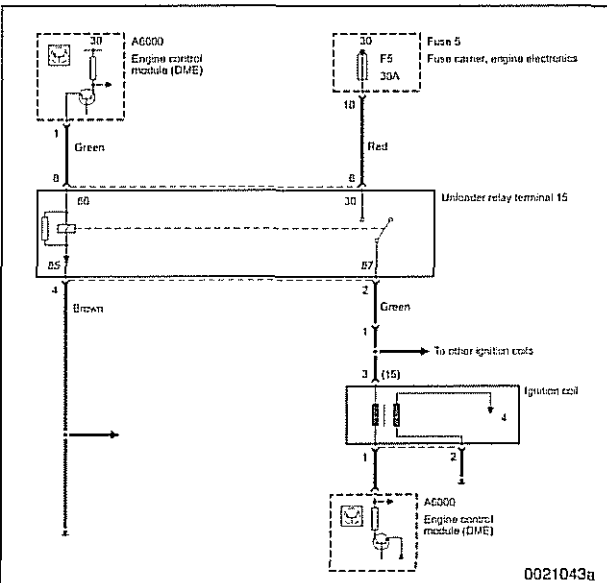 30
A6000
Engine control
module (DME)
1
Green
8
30
Fuse 5
F5
Fuse carrier, engine electronics
30A
10
Red
6
Unloader relay terminal 15
86
30
85
87
4
Brown
2
Green
1
To other ignition coils
3 (15)
Ignition coil
4
1
2
A6000
Engine control
module (DME)
0021043a